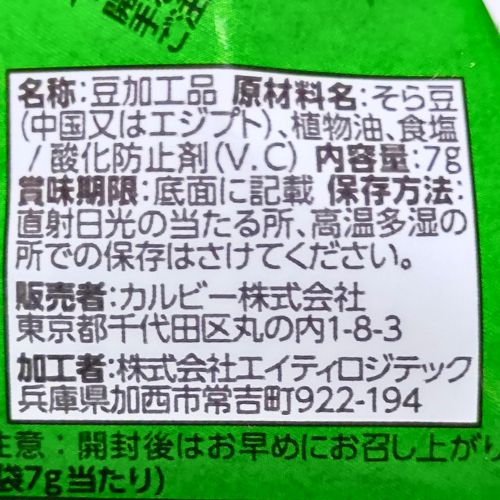 名称:豆加工品 原材料名:そら豆
(中国又はエジプト)、植物油、食塩
/ 酸化防止剤(V.C) 内容量:7g
賞味期限:底面に記載 保存方法:
直射日光の当たる所、高温多湿の
所での保存はさけてください。
販売者:カルビー株式会社
東京都千代田区丸の内1-8-3
加工者:株式会社エイティロジテック
兵庫県加西市常吉町922-194
注意:開封後はお早めにお召し上がり
袋7g当たり)